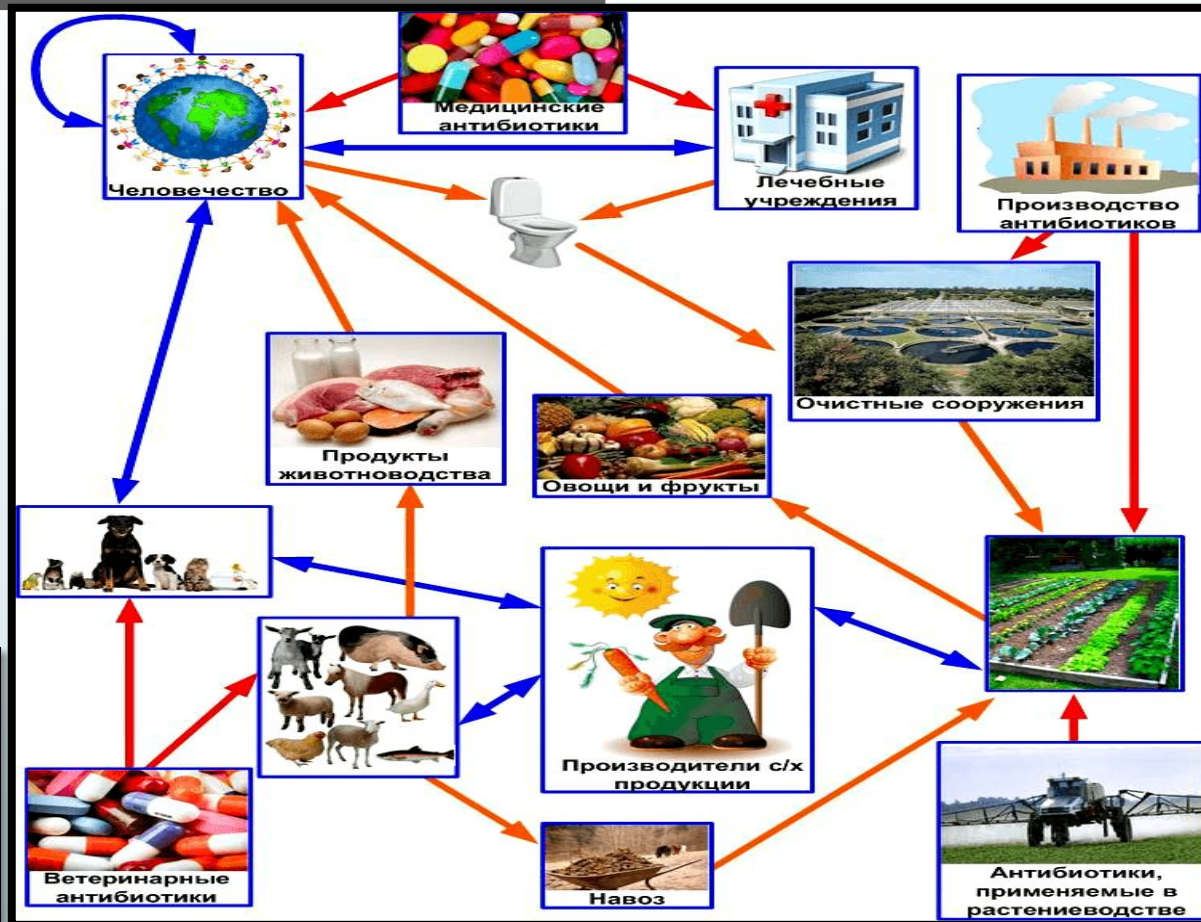 Медицинские
антибиотики
Человечество
Лечебные
учреждения
Производство
антибиотиков
Очистные сооружения
Продукты
животноводства
Овощи и фрукты
Производители с/х
продукции
Ветеринарные
антибиотики
Навоз
Антибиотики,
применяемые в
растениеводстве